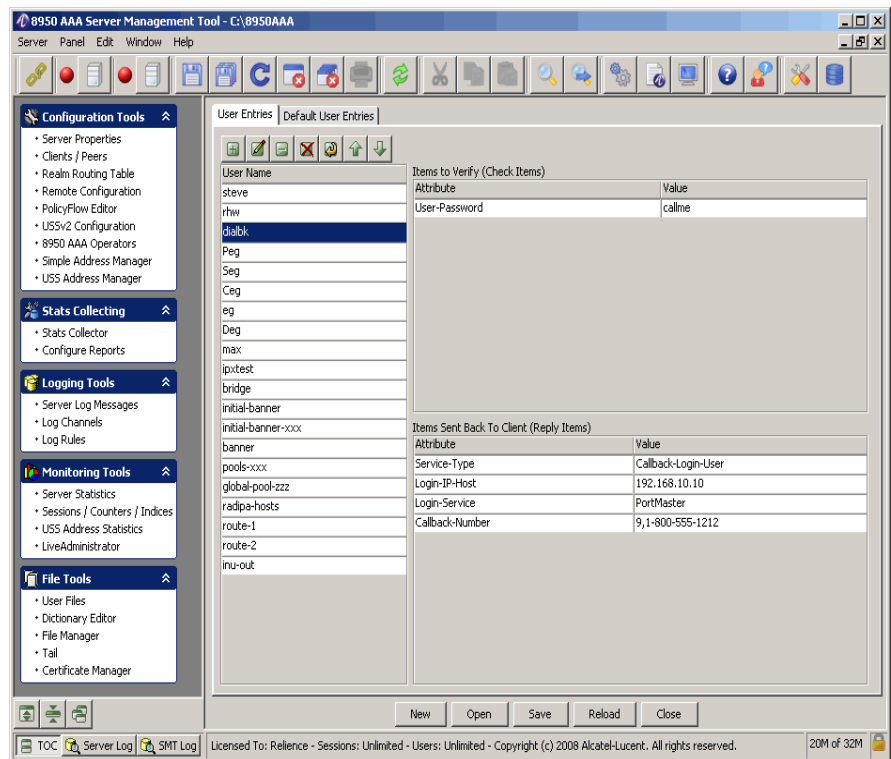 8950 AAA Server Management Tool - C:\8950AAA
Server Panel Edit Window Help
Configuration Tools
Server Properties
Clients / Peers
Realm Routing Table
Remote Configuration
PolicyFlow Editor
USSv2 Configuration
8950 AAA Operators
Simple Address Manager
USS Address Manager
Stats Collecting
Stats Collector
Configure Reports
Logging Tools
Server Log Messages
Log Channels
Log Rules
Monitoring Tools
Server Statistics
Sessions / Counters / Indices
USS Address Statistics
LiveAdministrator
File Tools
User Files
Dictionary Editor
File Manager
Tail
Certificate Manager
User Entries Default User Entries
User Name
steve
rhw
dialbk
Peg
Seg
Ceg
eg
Deg
max
ipxtest
bridge
initial-banner
initial-banner-xxx
banner
pools-xxx
global-pool-zzz
radipa-hosts
route-1
route-2
inu-out
Items to Verify (Check Items)
Attribute Value
User-Password callme
Items Sent Back To Client (Reply Items)
Attribute Value
Service-Type Callback-Login-User
Login-IP-Host 192.168.10.10
Login-Service PortMaster
Callback-Number 9,1-800-555-1212
New Open Save Reload Close
TOC Server Log SMT Log Licensed To: Relience - Sessions: Unlimited - Users: Unlimited - Copyright (c) 2008 Alcatel-Lucent. All rights reserved. 20M of 32M